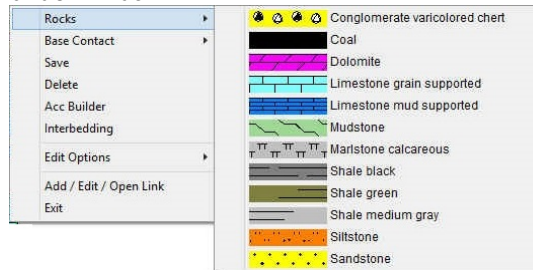 Rocks
Base Contact
Save
Delete
Acc Builder
Interbedding
Edit Options
Add / Edit / Open Link
Exit
Conglomerate varicolored chert
Coal
Dolomite
Limestone grain supported
Limestone mud supported
Mudstone
Marlstone calcareous
Shale black
Shale green
Shale medium gray
Siltstone
Sandstone